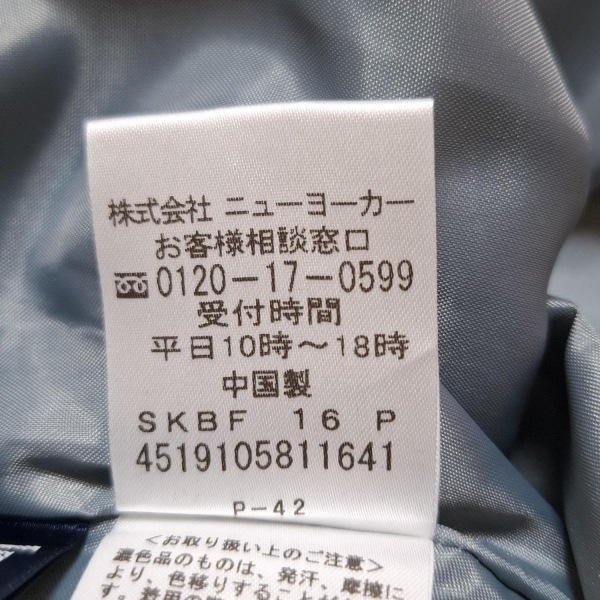 株式会社 ニューヨーカー
お客様相談窓口
0120-17-0599
受付時間
平日10時～18時
中国製
SKBF 16 P
4519105811641
P-42
<お取り扱い上のご注意>
濃色品のものは、発汗、摩擦に
より、色移りすることが